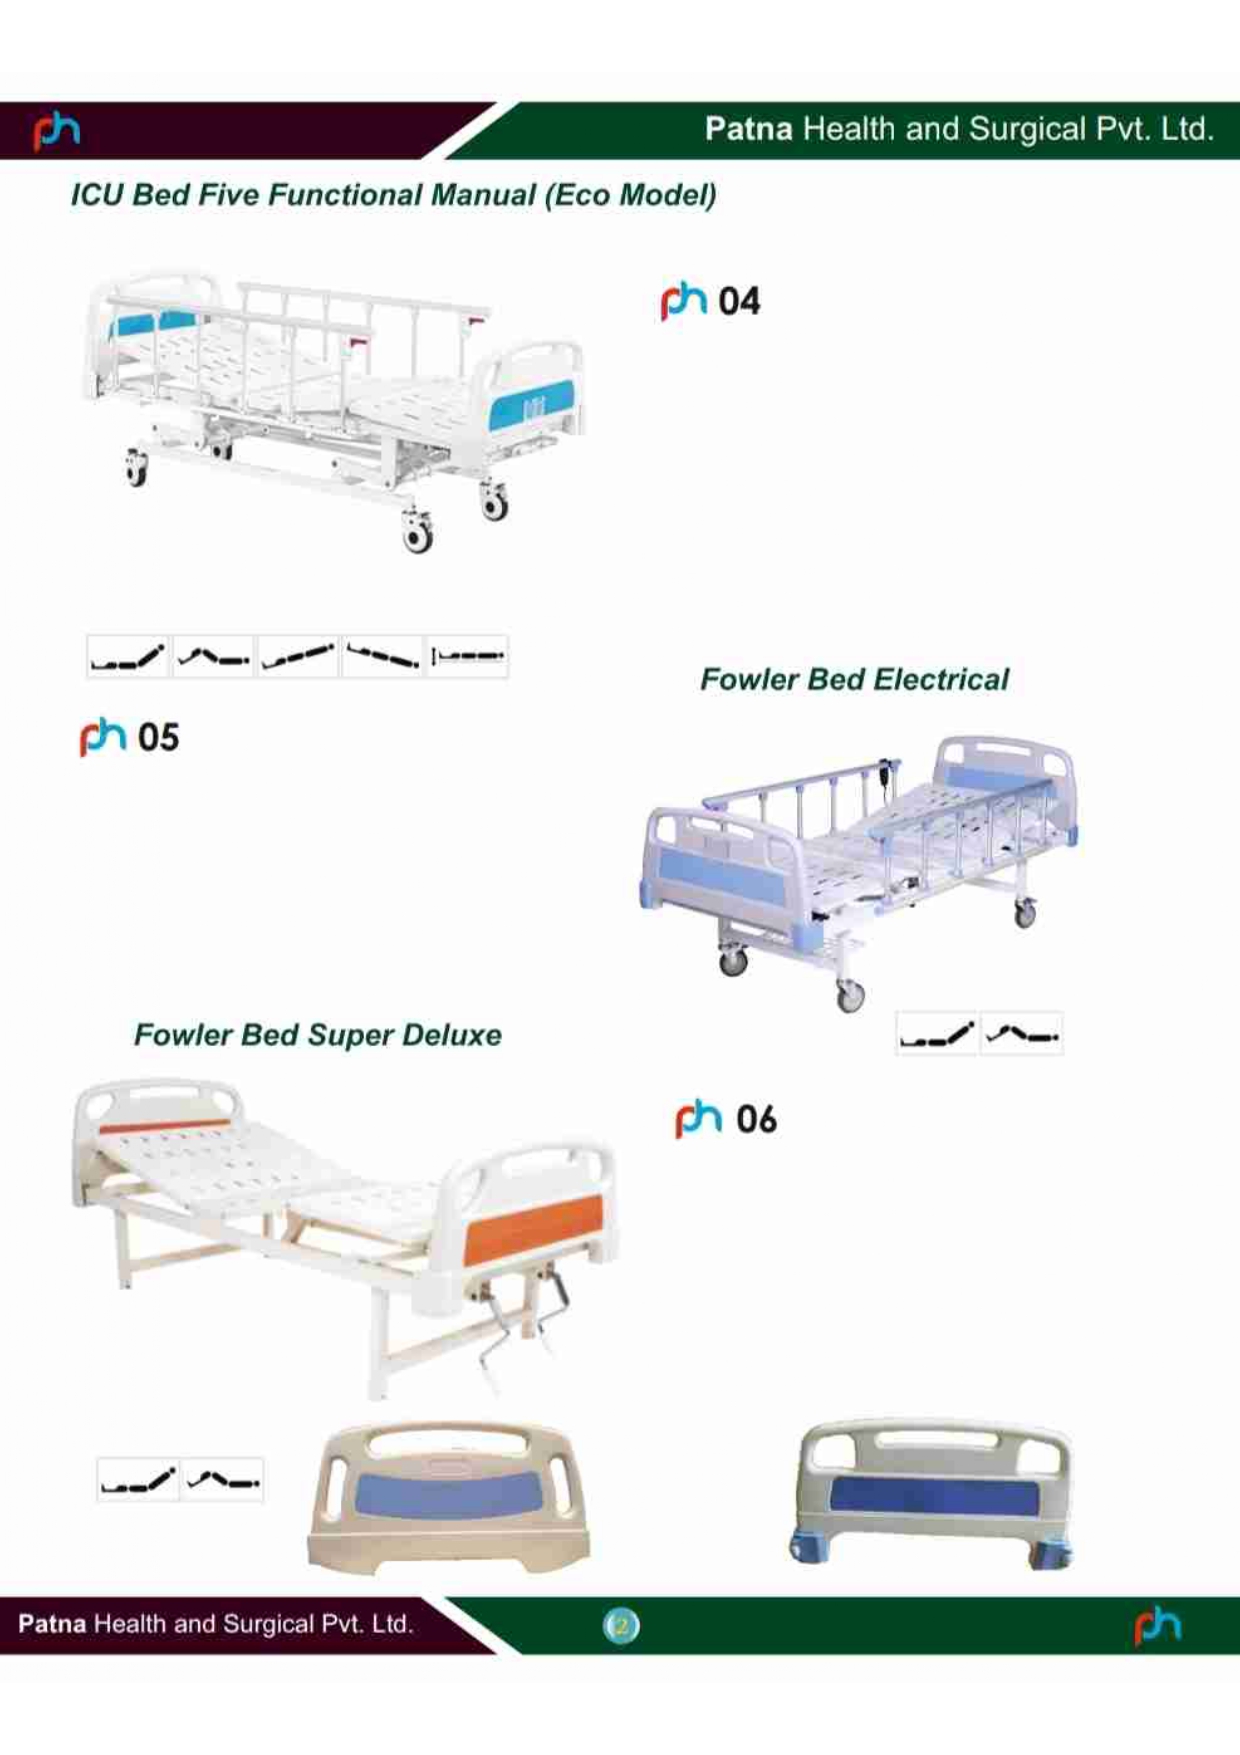 ph
Patna Health and Surgical Pvt. Ltd.
ICU Bed Five Functional Manual (Eco Model)
ph 04
Fowler Bed Electrical
ph 05
Fowler Bed Super Deluxe
ph 06
Patna Health and Surgical Pvt. Ltd.
2
ph